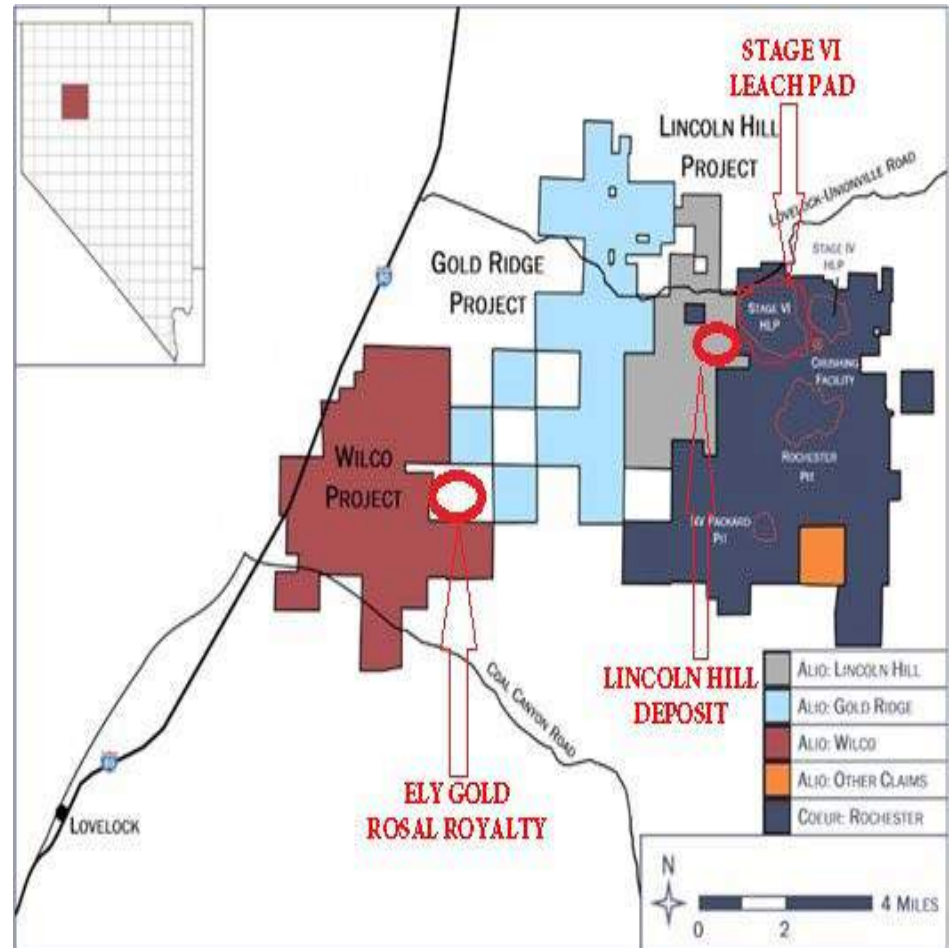 STAGE VI
LEACH PAD
LINCOLN HILL
PROJECT
LOVELOCK-UNIONVILLE ROAD
STAGE IV
HLP
80
GOLD RIDGE
PROJECT
STAGE VI
HLP
CRUSHING
FACILITY
ROCHESTER
PIT
WILCO
PROJECT
NV PACKARD
PIT
LINCOLN HILL
DEPOSIT
COAL CANYON ROAD
ELY GOLD
ROSAL ROYALTY
LOVELOCK
ALIO: LINCOLN HILL
ALIO: GOLD RIDGE
ALIO: WILCO
ALIO: OTHER CLAIMS
COEUR: ROCHESTER
N
4 MILES
0 2